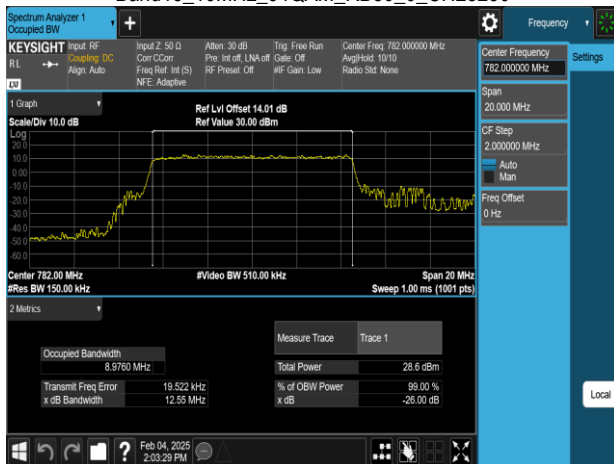 Spectrum Analyzer 1
Occupied BW
+
Frequency
KEYSIGHT
RL
LXI
Input: RF
Coupling: DC
Align: Auto
Input Z: 50 Ω
Corr CCorr
Freq Ref: Int (S)
NFE: Adaptive
Atten: 30 dB
Pre: Int off, LNA off
RF Presel: Off
Trig: Free Run
Gate: Off
#IF Gain: Low
Center Freq: 782.000000 MHz
Avg|Hold: 10/10
Radio Std: None
Center Frequency
782.000000 MHz
Settings
Span
20.000 MHz
CF Step
2.000000 MHz
Auto
Man
Freq Offset
0 Hz
Local
1 Graph
Scale/Div 10.0 dB
Ref Lvl Offset 14.01 dB
Ref Value 30.00 dBm
Log
20.0
10.0
0.00
-10.0
-20.0
-30.0
-40.0
-50.0
-60.0
Center 782.00 MHz
#Video BW 510.00 kHz
Span 20 MHz
#Res BW 150.00 kHz
Sweep 1.00 ms (1001 pts)
2 Metrics
Measure Trace
Trace 1
Occupied Bandwidth
8.9760 MHz
Total Power
28.6 dBm
Transmit Freq Error
19.522 kHz
% of OBW Power
99.00 %
x dB Bandwidth
12.55 MHz
x dB
-26.00 dB
?
Feb 04, 2025
2:03:29 PM